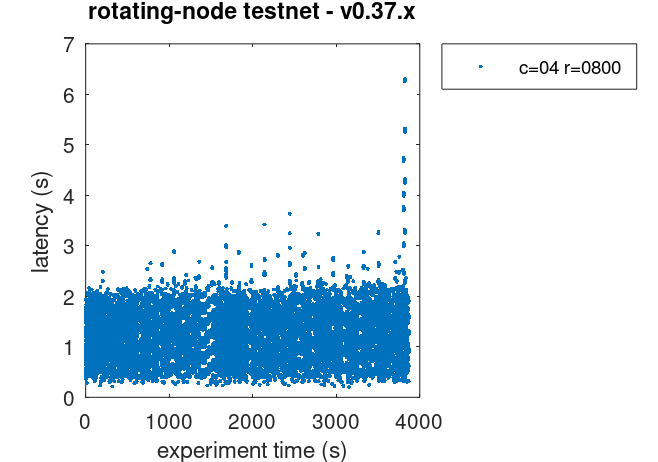 rotating-node testnet - v0.37.x
7
6
5
4
3
2
1
0
latency (s)
0 1000 2000 3000 4000
experiment time (s)
c=04 r=0800